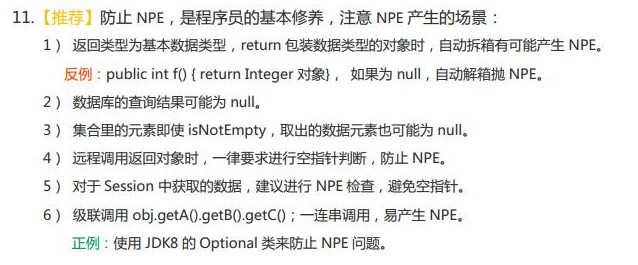 11.【推荐】防止 NPE，是程序员的基本修养，注意 NPE 产生的场景：
1） 返回类型为基本数据类型，return 包装数据类型的对象时，自动拆箱有可能产生 NPE。
反例：public int f() { return Integer 对象}， 如果为 null，自动解箱抛 NPE。
2） 数据库的查询结果可能为 null。
3） 集合里的元素即使 isNotEmpty，取出的数据元素也可能为 null。
4） 远程调用返回对象时，一律要求进行空指针判断，防止 NPE。
5） 对于 Session 中获取的数据，建议进行 NPE 检查，避免空指针。
6） 级联调用 obj.getA().getB().getC()；一连串调用，易产生 NPE。
正例：使用 JDK8 的 Optional 类来防止 NPE 问题。